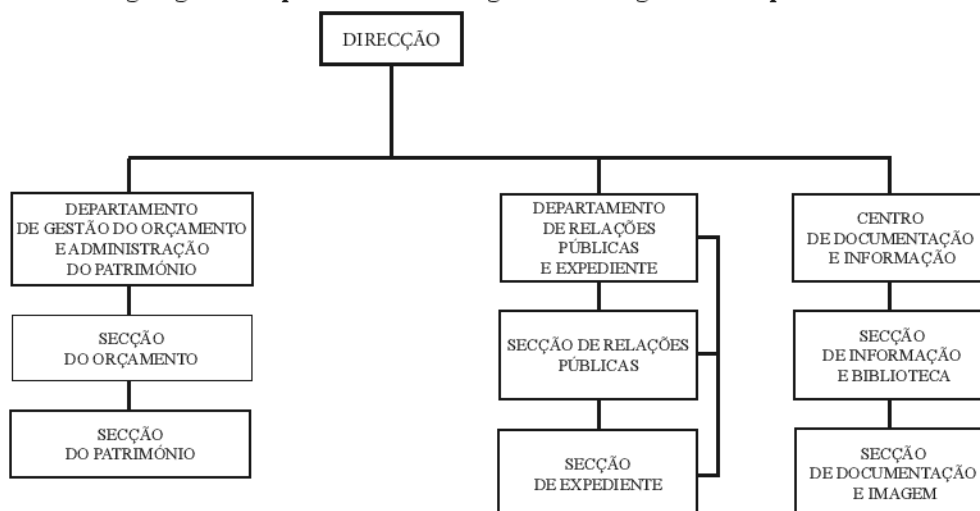 DIRECÇÃO
DEPARTAMENTO
DE GESTÃO DO ORÇAMENTO
E ADMINISTRAÇÃO
DO PATRIMÓNIO
SECÇÃO
DO ORÇAMENTO
SECÇÃO
DO PATRIMÓNIO
DEPARTAMENTO
DE RELAÇÕES
PÚBLICAS
E EXPEDIENTE
SECÇÃO DE RELAÇÕES
PÚBLICAS
SECÇÃO
DE EXPEDIENTE
CENTRO
DE DOCUMENTAÇÃO
E INFORMAÇÃO
SECÇÃO
DE INFORMAÇÃO
E BIBLIOTECA
SECÇÃO
DE DOCUMENTAÇÃO
E IMAGEM